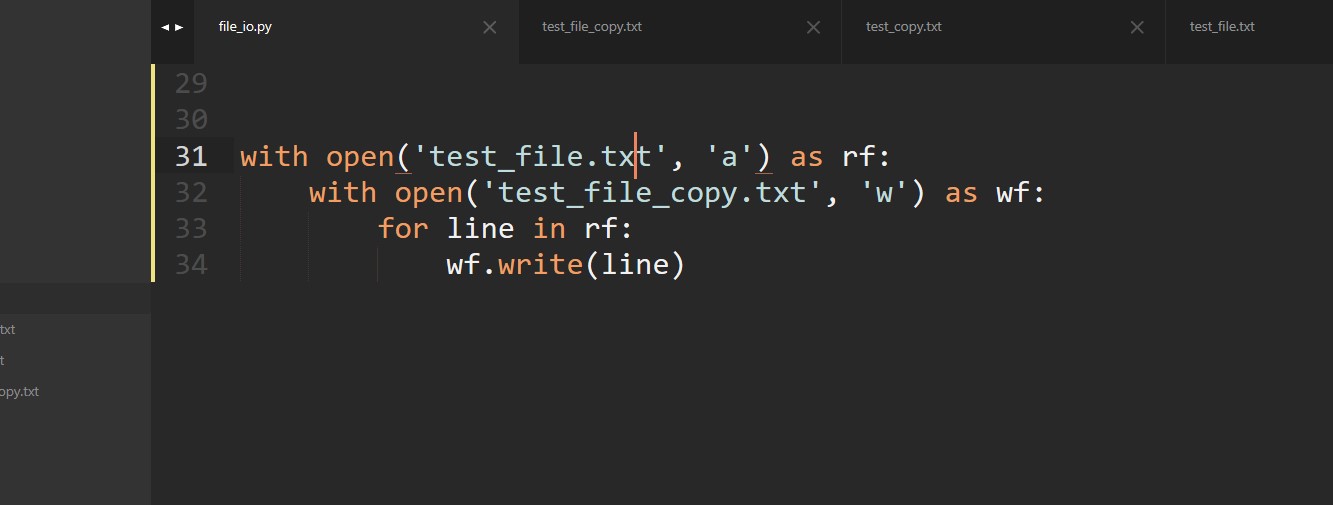 file_io.py test_file_copy.txt test_copy.txt test_file.txt
29
30
31 with open('test_file.txt', 'a') as rf:
32     with open('test_file_copy.txt', 'w') as wf:
33         for line in rf:
34             wf.write(line)
txt
t
opy.txt